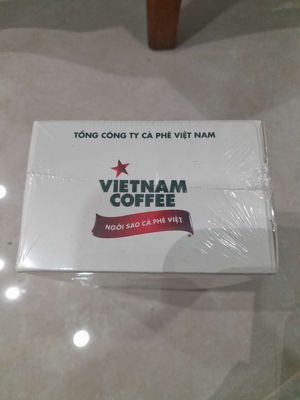 TỔNG CÔNG TY CÀ PHÊ VIỆT NAM
VIETNAM
COFFEE
NGÔI SAO CÀ PHÊ VIỆT